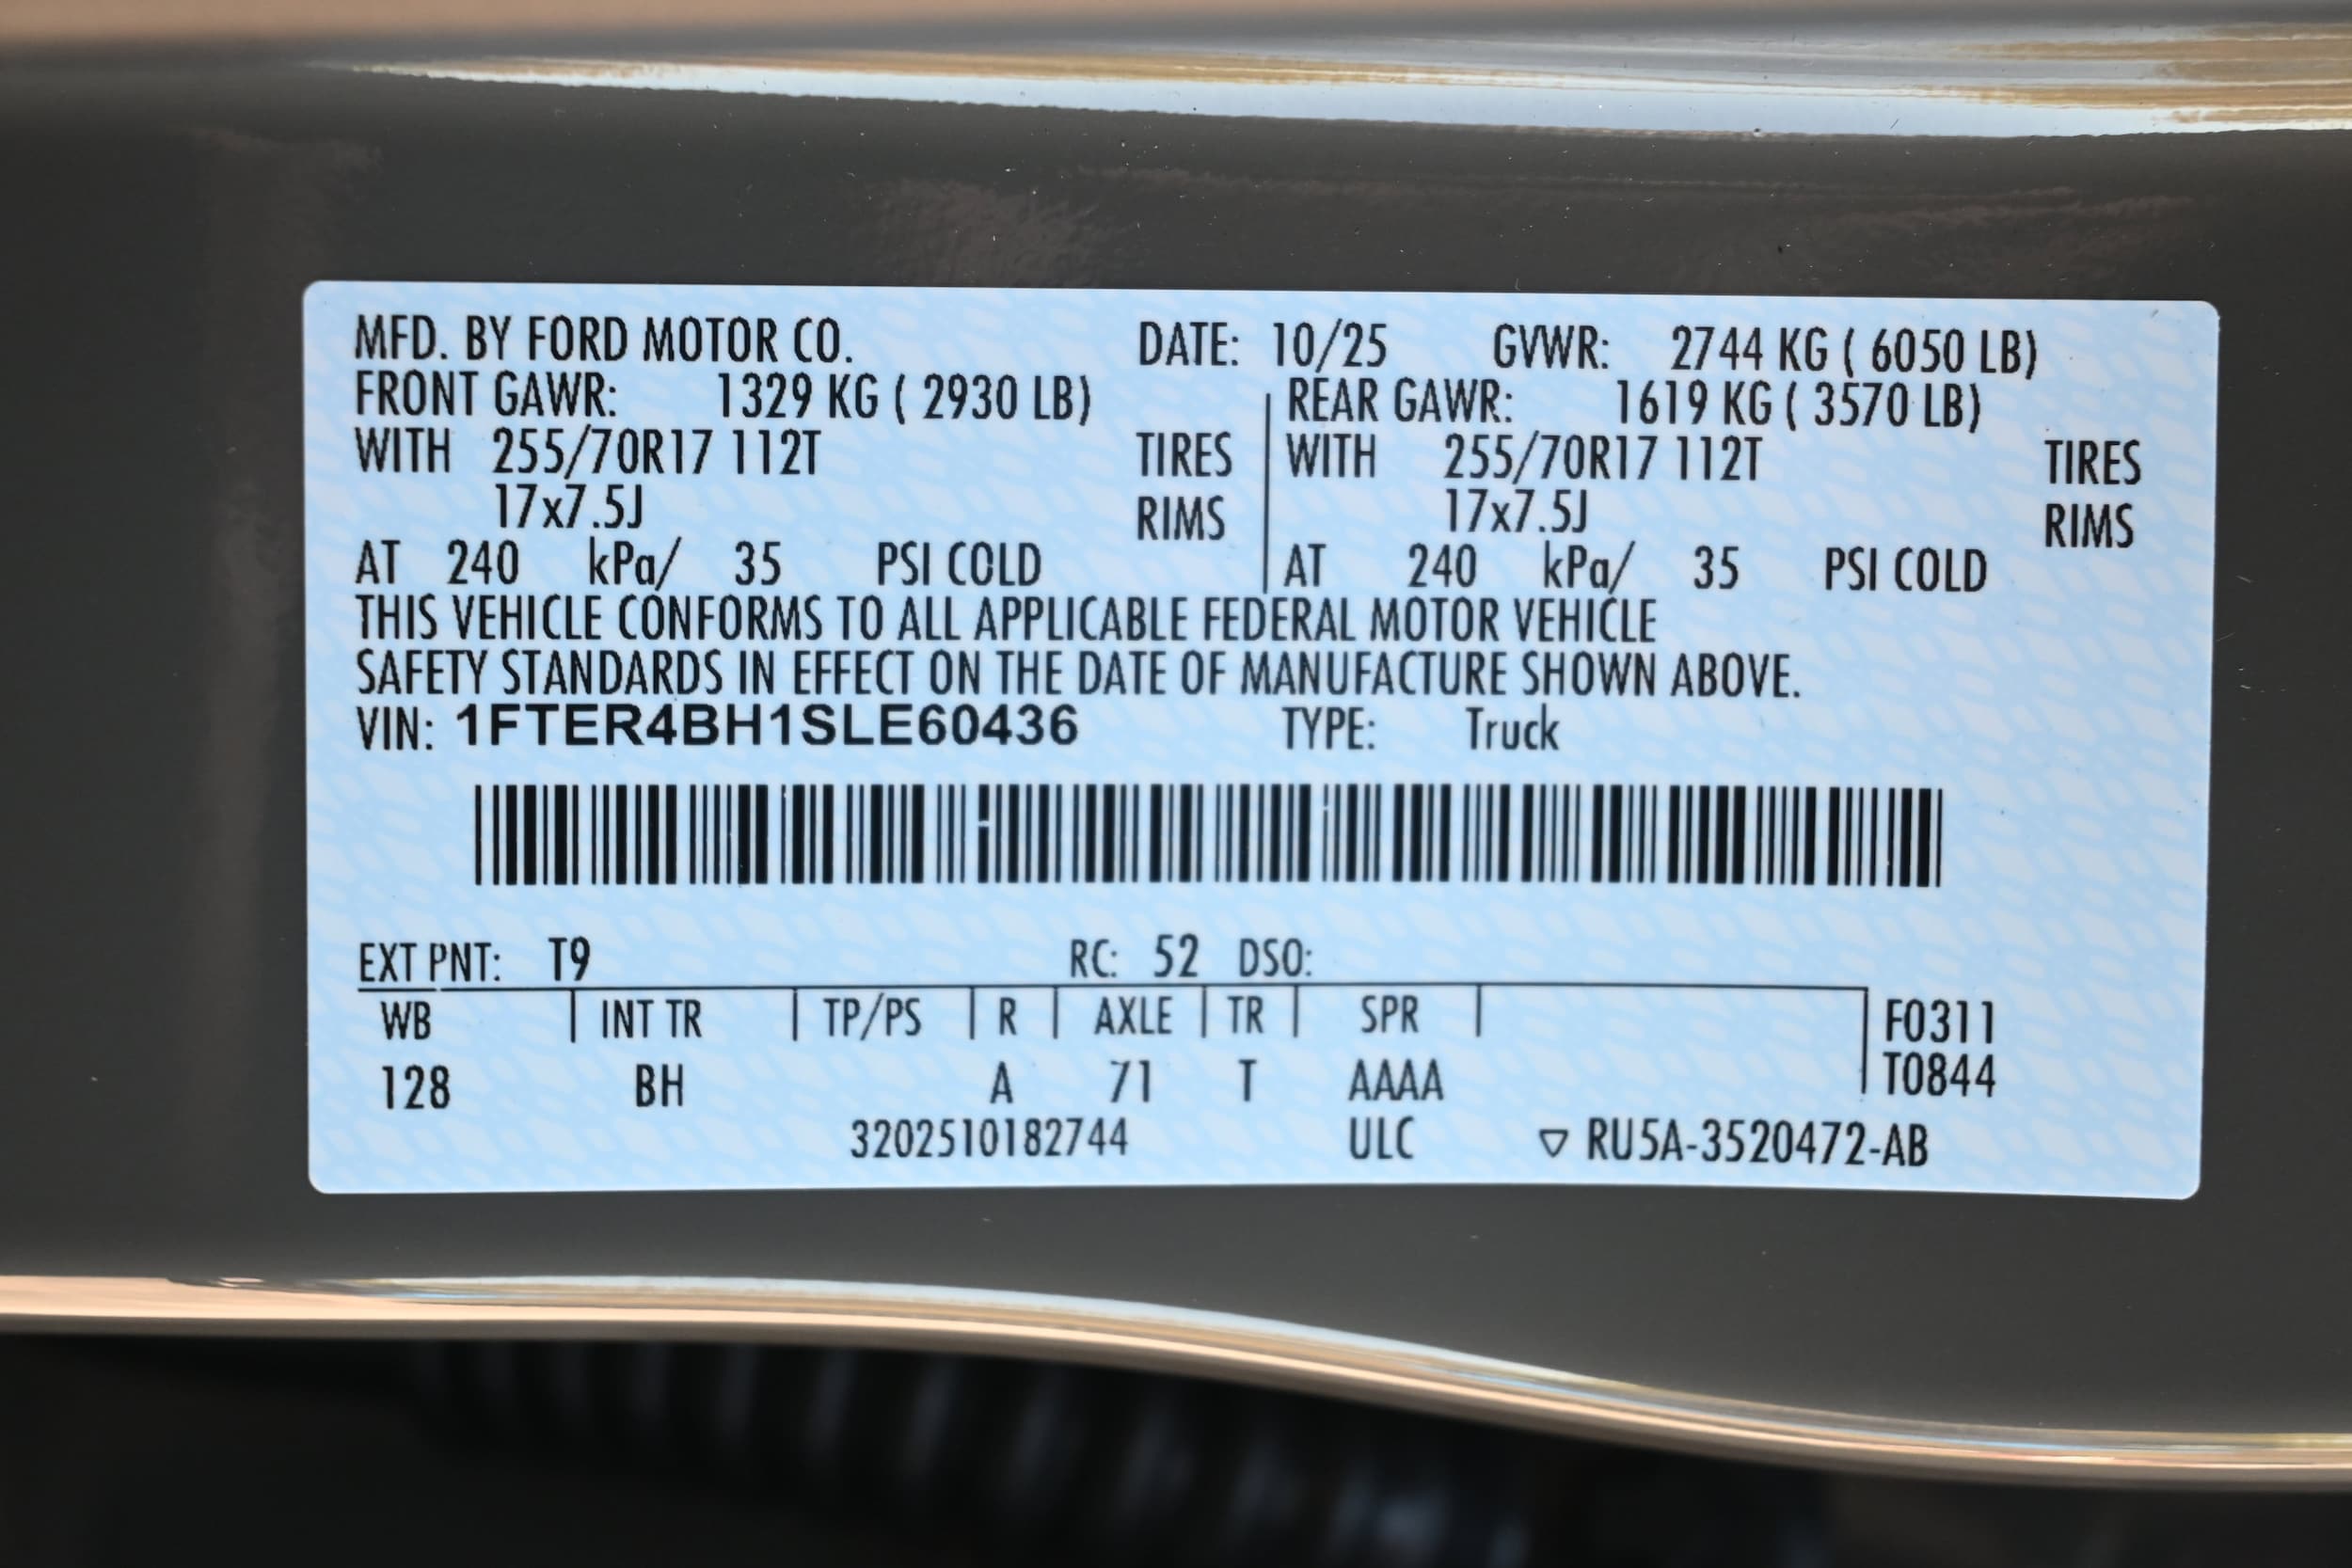 MFD. BY FORD MOTOR CO. DATE: 10/25 GVWR: 2744 KG ( 6050 LB)
FRONT GAWR: 1329 KG ( 2930 LB) REAR GAWR: 1619 KG ( 3570 LB)
WITH 255/70R17 112T TIRES WITH 255/70R17 112T TIRES
17x7.5J RIMS 17x7.5J RIMS
AT 240 kPa/ 35 PSI COLD AT 240 kPa/ 35 PSI COLD
THIS VEHICLE CONFORMS TO ALL APPLICABLE FEDERAL MOTOR VEHICLE
SAFETY STANDARDS IN EFFECT ON THE DATE OF MANUFACTURE SHOWN ABOVE.
VIN: 1FTER4BH1SLE60436 TYPE: Truck
EXT PNT: T9 RC: 52 DSO:
WB INT TR TP/PS R AXLE TR SPR F0311
128 BH A 71 T AAAA T0844
3202510182744 ULC ▽ RU5A-3520472-AB